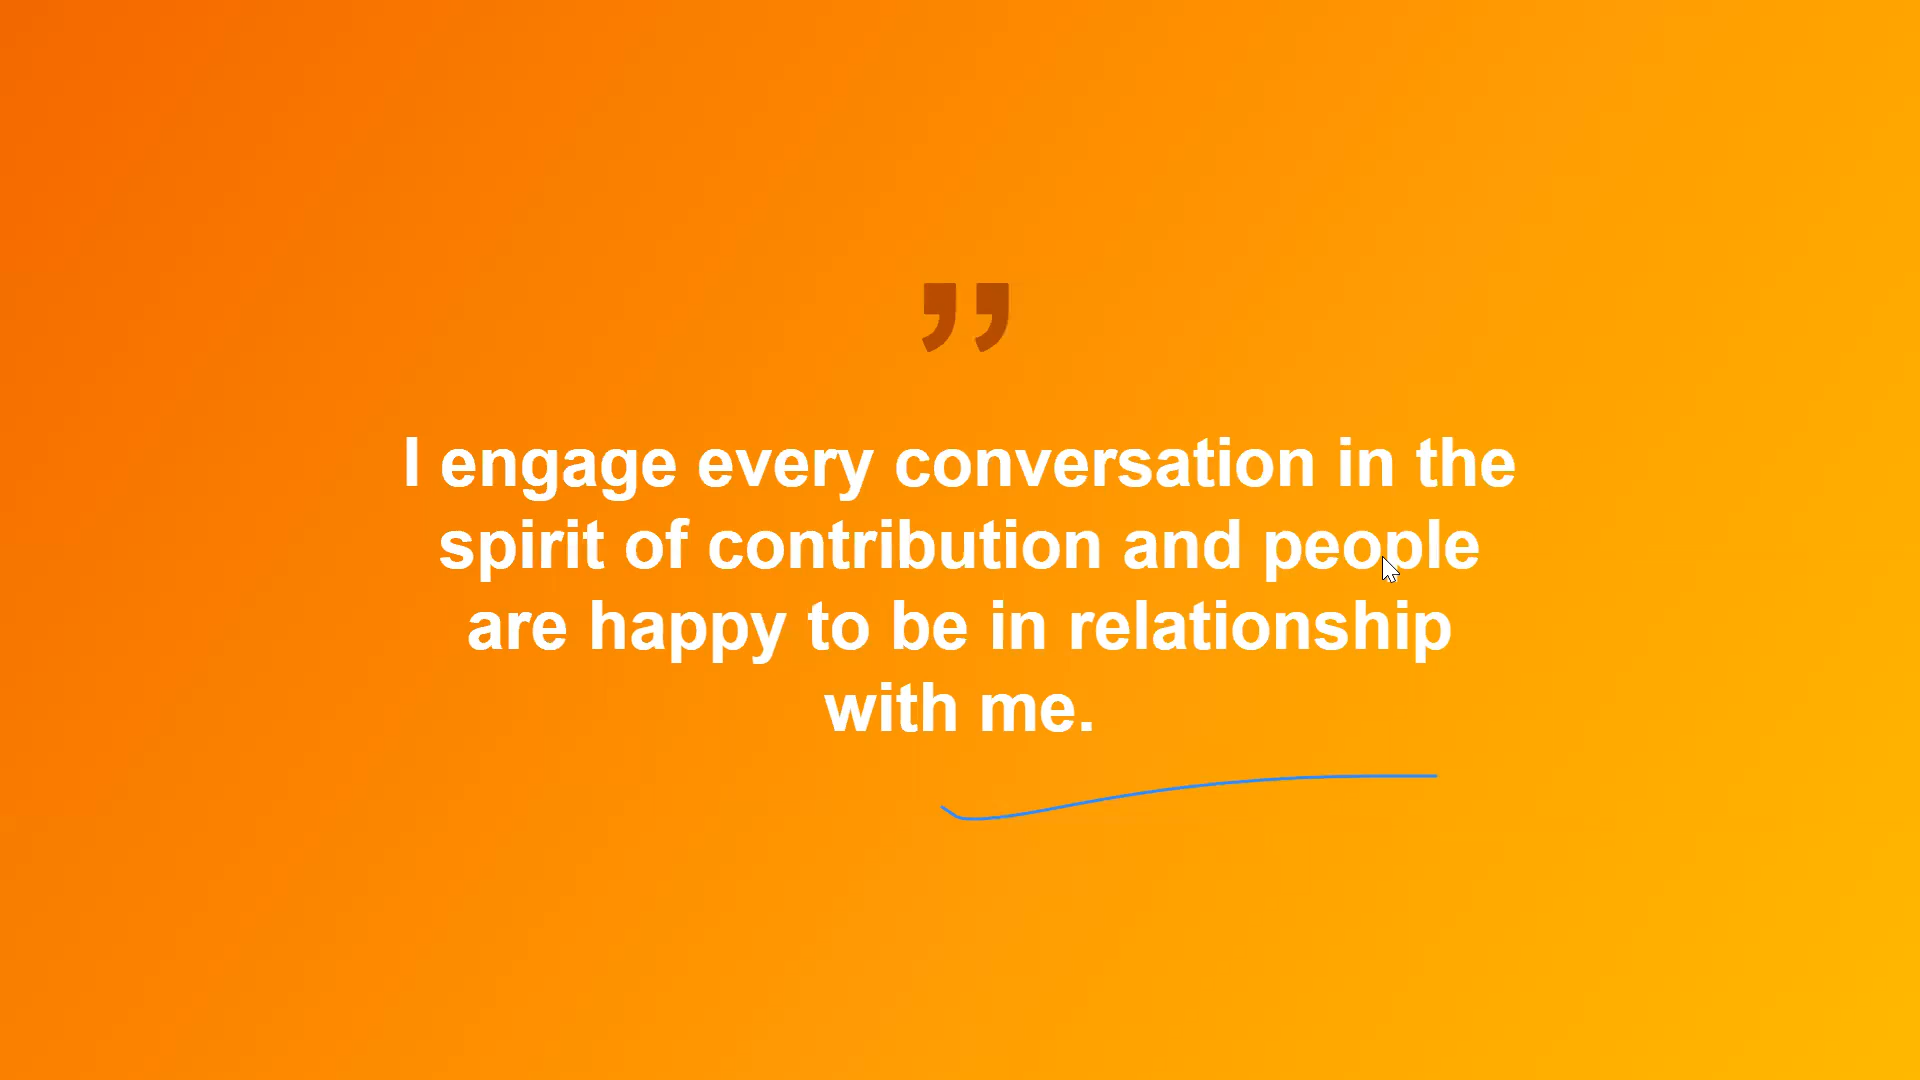 ”
I engage every conversation in the
spirit of contribution and people
are happy to be in relationship
with me.